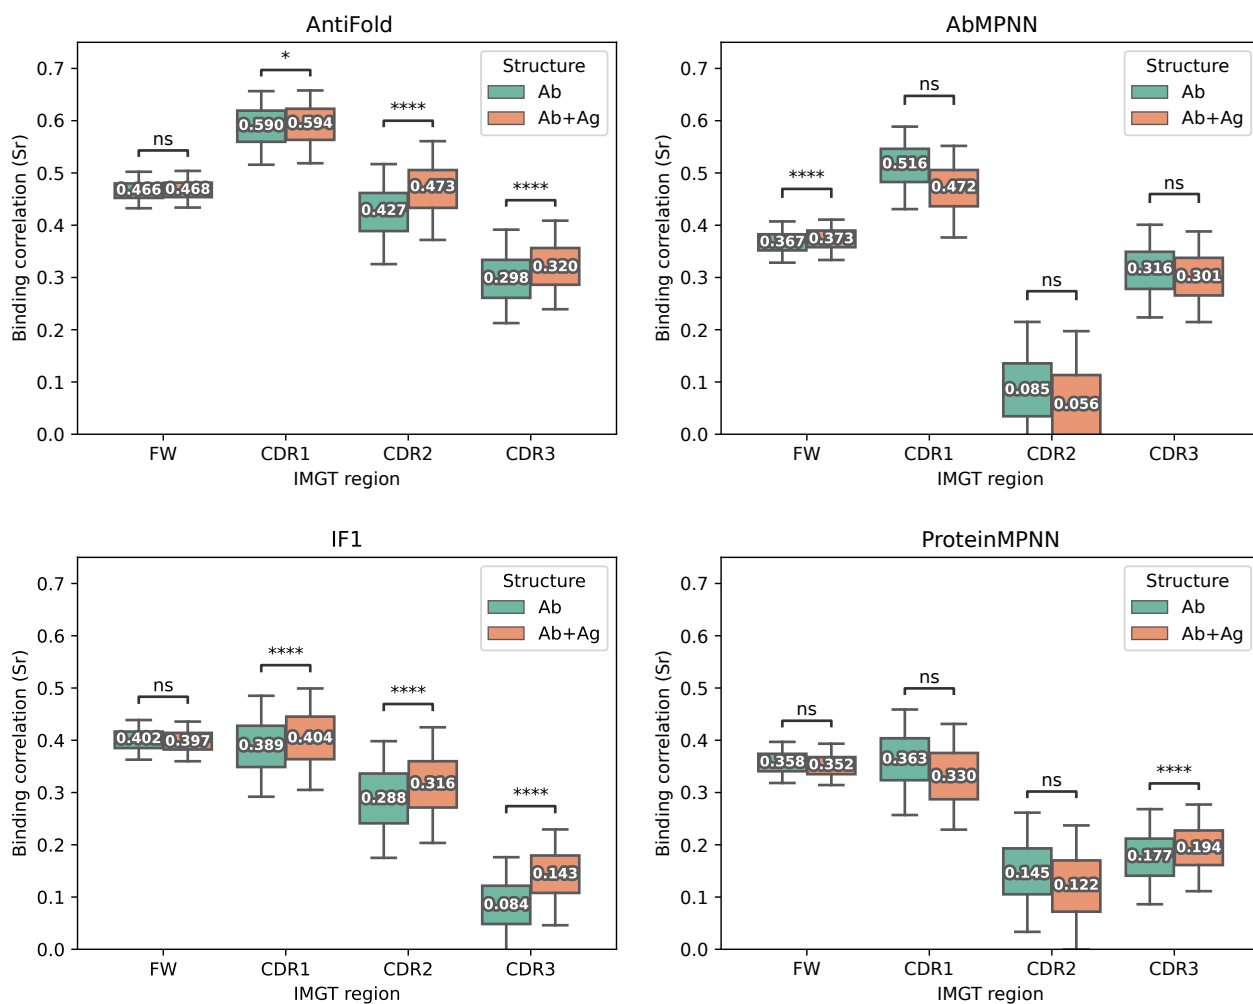 AntiFold
Binding correlation (Sr)
0.7
0.6
0.5
0.4
0.3
0.2
0.1
0.0
Structure
Ab
Ab+Ag
ns
*
****
****
0.466 0.468
0.590 0.594
0.427 0.473
0.298 0.320
FW CDR1 CDR2 CDR3
IMGT region
AbMPNN
Binding correlation (Sr)
0.7
0.6
0.5
0.4
0.3
0.2
0.1
0.0
Structure
Ab
Ab+Ag
****
ns
ns
ns
0.367 0.373
0.516 0.472
0.085 0.056
0.316 0.301
FW CDR1 CDR2 CDR3
IMGT region
IF1
Binding correlation (Sr)
0.7
0.6
0.5
0.4
0.3
0.2
0.1
0.0
Structure
Ab
Ab+Ag
ns
****
****
****
0.402 0.397
0.389 0.404
0.288 0.316
0.084 0.143
FW CDR1 CDR2 CDR3
IMGT region
ProteinMPNN
Binding correlation (Sr)
0.7
0.6
0.5
0.4
0.3
0.2
0.1
0.0
Structure
Ab
Ab+Ag
ns
ns
ns
****
0.358 0.352
0.363 0.330
0.145 0.122
0.177 0.194
FW CDR1 CDR2 CDR3
IMGT region